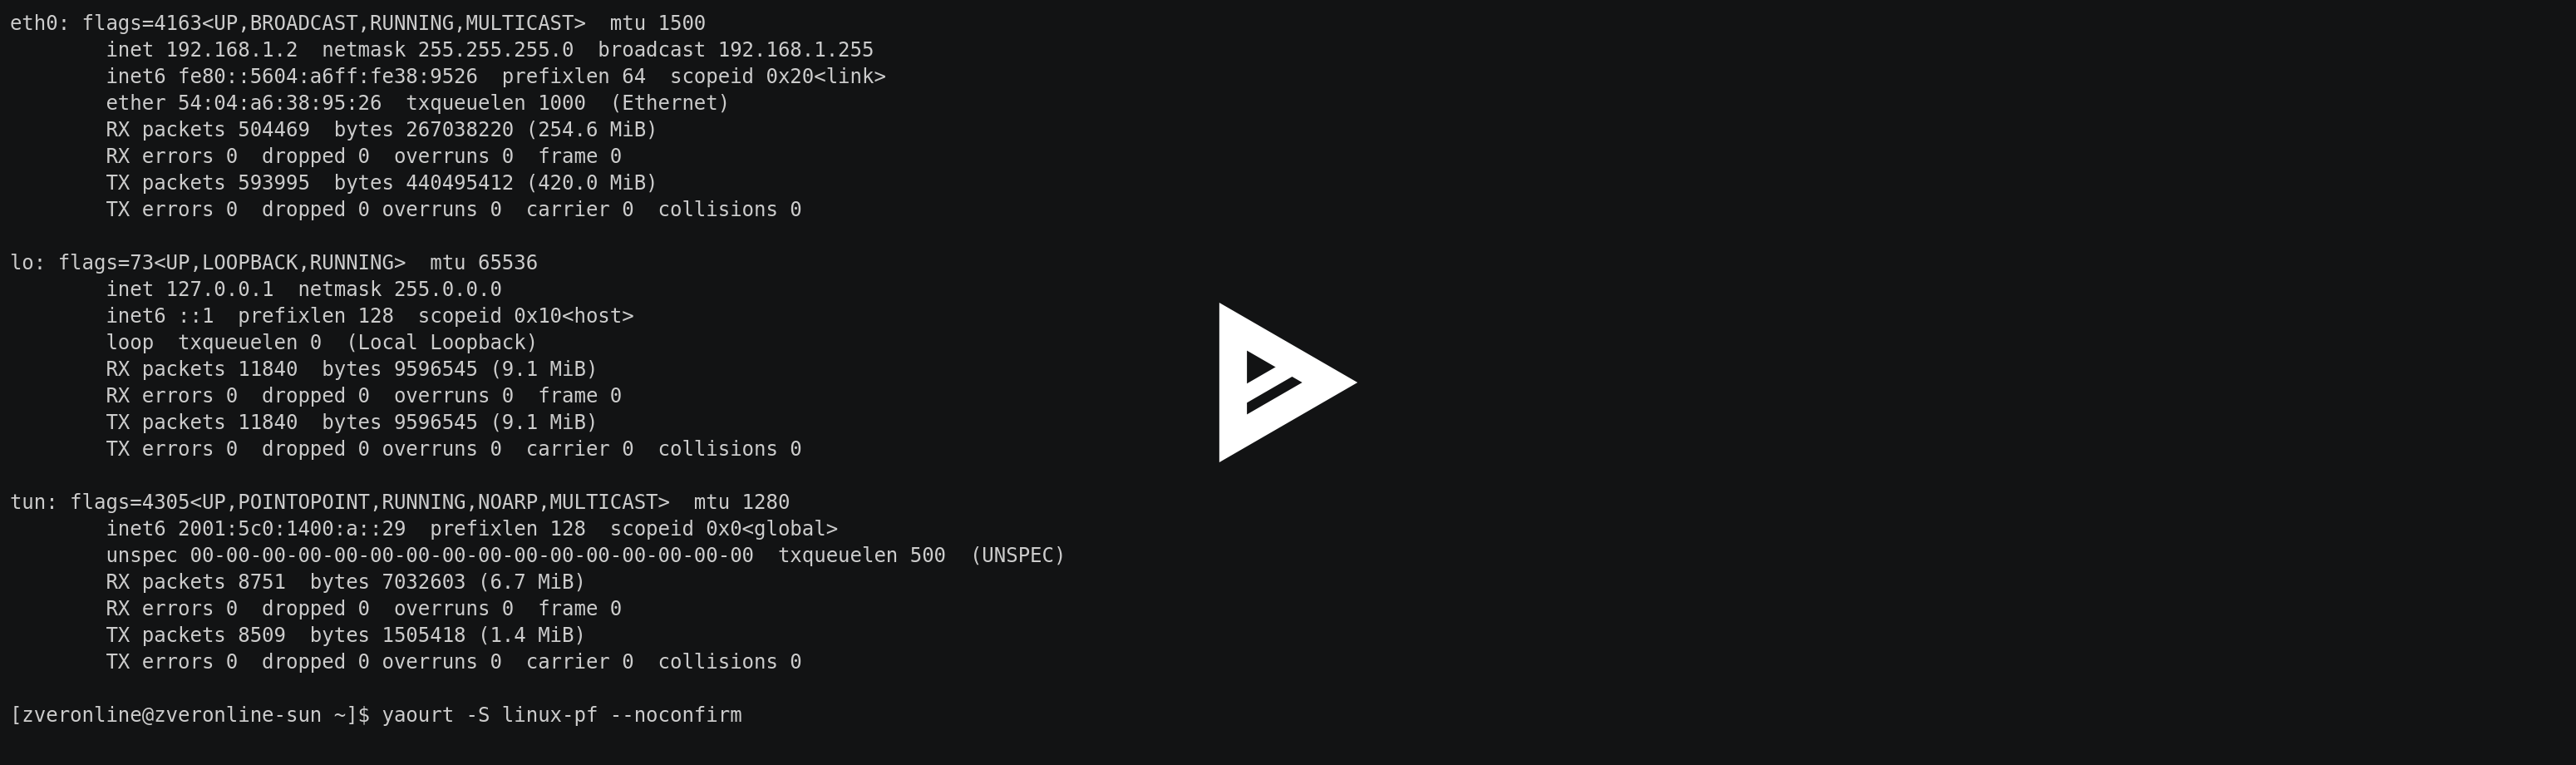 eth0: flags=4163<UP,BROADCAST,RUNNING,MULTICAST>  mtu 1500
        inet 192.168.1.2  netmask 255.255.255.0  broadcast 192.168.1.255
        inet6 fe80::5604:a6ff:fe38:9526  prefixlen 64  scopeid 0x20<link>
        ether 54:04:a6:38:95:26  txqueuelen 1000  (Ethernet)
        RX packets 504469  bytes 267038220 (254.6 MiB)
        RX errors 0  dropped 0  overruns 0  frame 0
        TX packets 593995  bytes 440495412 (420.0 MiB)
        TX errors 0  dropped 0 overruns 0  carrier 0  collisions 0

lo: flags=73<UP,LOOPBACK,RUNNING>  mtu 65536
        inet 127.0.0.1  netmask 255.0.0.0
        inet6 ::1  prefixlen 128  scopeid 0x10<host>
        loop  txqueuelen 0  (Local Loopback)
        RX packets 11840  bytes 9596545 (9.1 MiB)
        RX errors 0  dropped 0  overruns 0  frame 0
        TX packets 11840  bytes 9596545 (9.1 MiB)
        TX errors 0  dropped 0 overruns 0  carrier 0  collisions 0

tun: flags=4305<UP,POINTOPOINT,RUNNING,NOARP,MULTICAST>  mtu 1280
        inet6 2001:5c0:1400:a::29  prefixlen 128  scopeid 0x0<global>
        unspec 00-00-00-00-00-00-00-00-00-00-00-00-00-00-00-00  txqueuelen 500  (UNSPEC)
        RX packets 8751  bytes 7032603 (6.7 MiB)
        RX errors 0  dropped 0  overruns 0  frame 0
        TX packets 8509  bytes 1505418 (1.4 MiB)
        TX errors 0  dropped 0 overruns 0  carrier 0  collisions 0

[zveronline@zveronline-sun ~]$ yaourt -S linux-pf --noconfirm